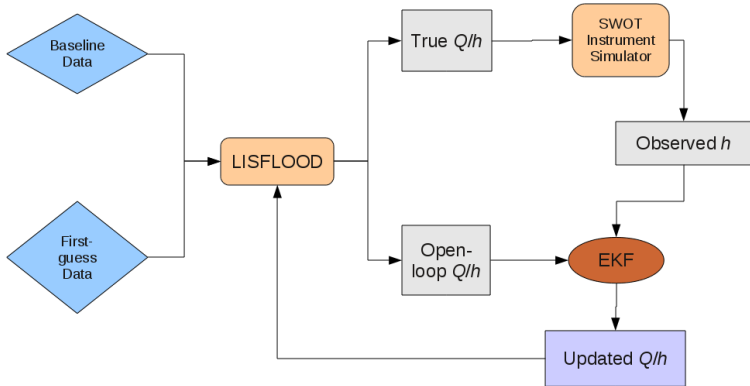 Baseline
Data
True Q/h
SWOT
Instrument
Simulator
LISFLOOD
Observed h
First-
guess
Data
Open-
loop Q/h
EKF
Updated Q/h